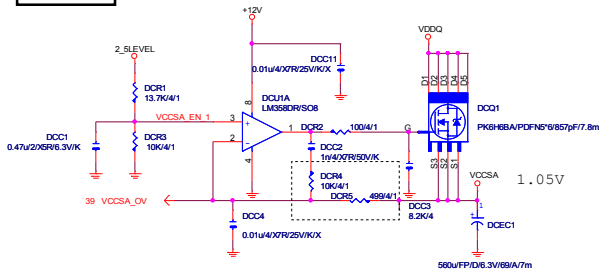 +12V
2_5LEVEL
VDDQ
DCC11
0.01u/4/X7R/25V/K/X
D1
D2
D3
D4
D5
DCR1
13.7K/4/1
DCU1A
LM358DR/SO8
8
VCCSA_EN_1
3
+
2
-
1
4
DCQ1
PK6H6BA/PDFN5*6/857pF/7.8m
DCR2
100/4/1
G
DCC1
0.47u/2/X5R/6.3V/K
DCR3
10K/4/1
DCC2
1n/4/X7R/50V/K
S3
S2
S1
DCR4
10K/4/1
VCCSA
1.05V
39 VCCSA_OV
DCR5
499/4/1
DCC3
8.2K/4
DCC4
0.01u/4/X7R/25V/K/X
1
+
DCEC1
560u/FP/D/6.3V/69/A/7m